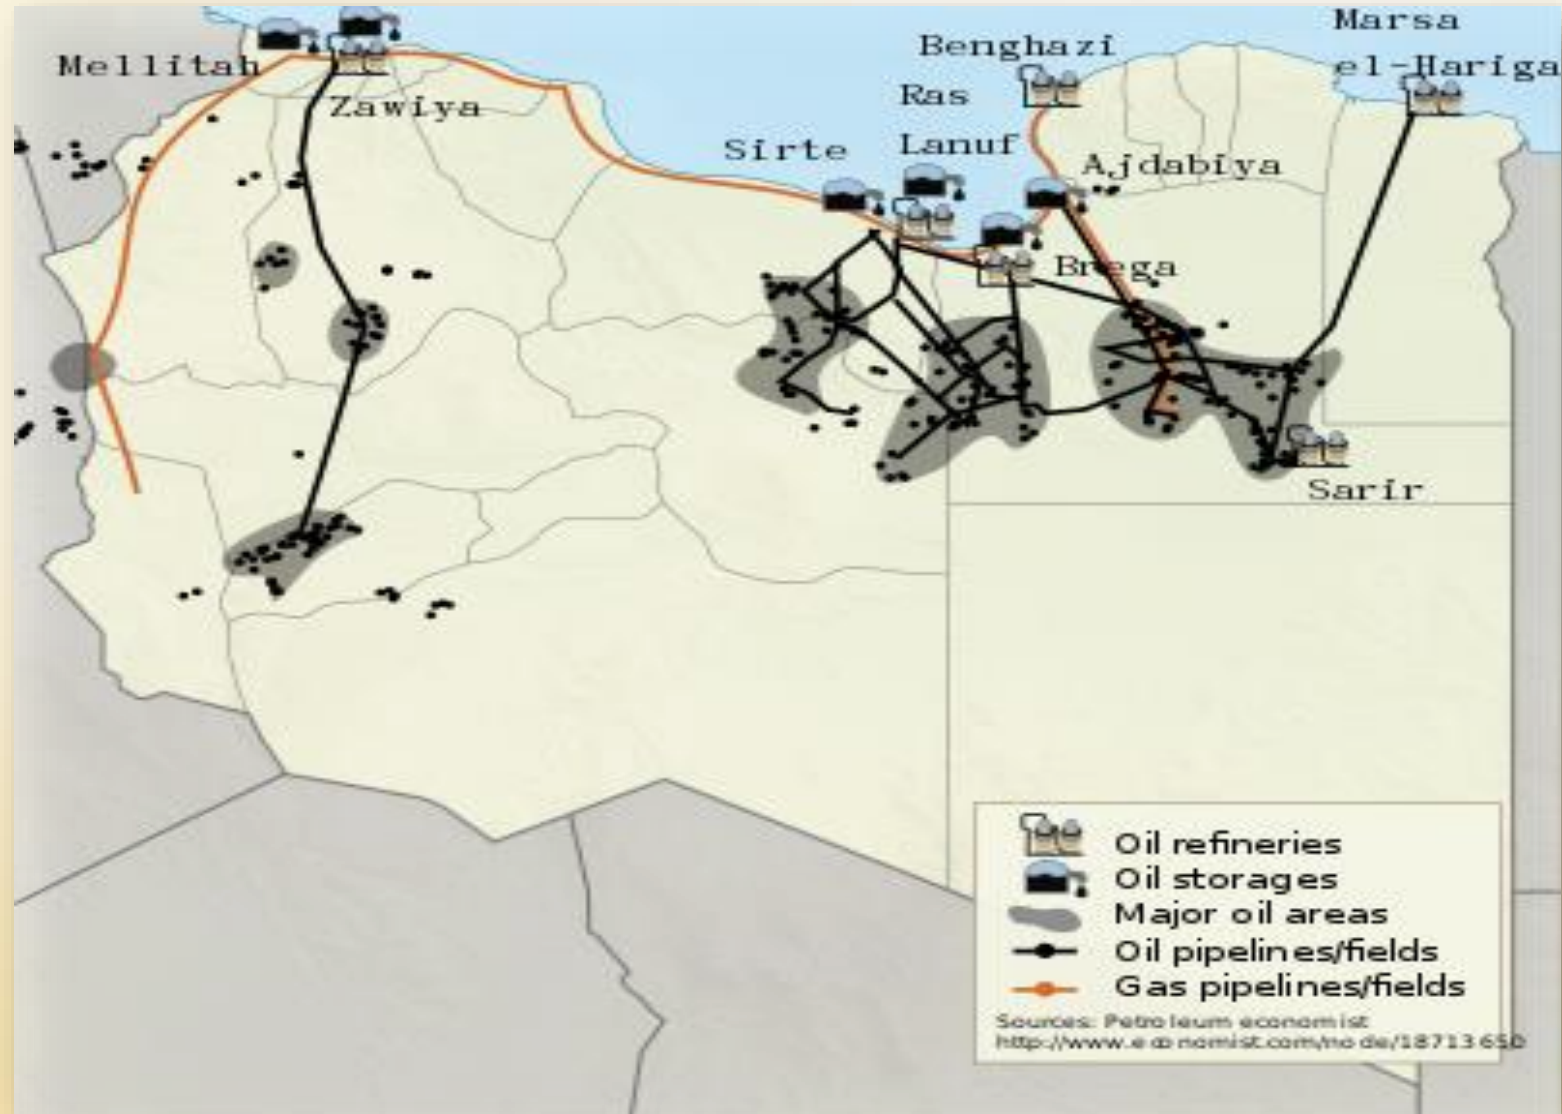 Marsa
el-Hariga
Benghazi
Mellitah
Ras
Zawiya
Lanuf
Sirte
Ajdabiya
Brega
Sarir
Oil refineries
Oil storages
Major oil areas
Oil pipelines/fields
Gas pipelines/fields
Sources: Petroleum economist
http://www.economist.com/node/18713650